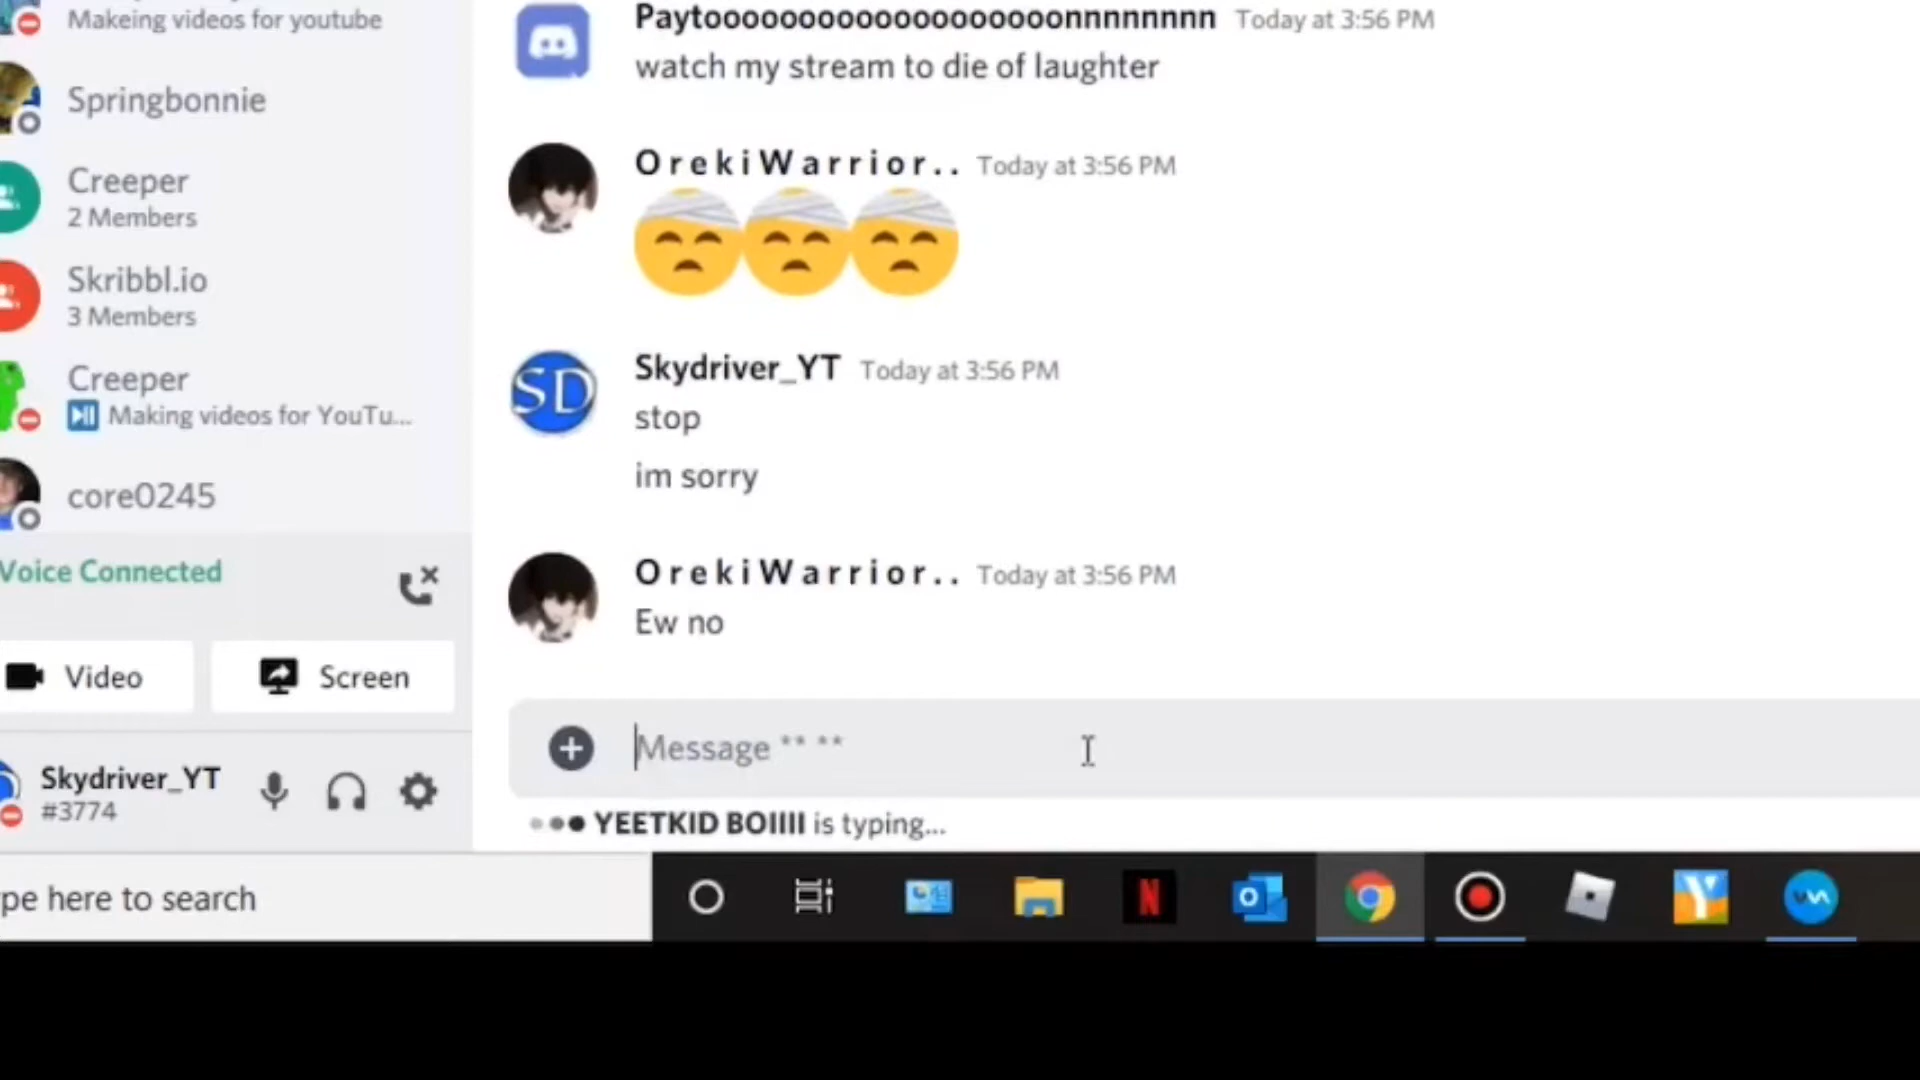 Makeing videos for youtube
Springbonnie
Creeper
2 Members
Skribbl.io
3 Members
Creeper
Making videos for YouTu...
core0245
Voice Connected
Video
Screen
Skydriver_YT
#3774
Paytooooooooooooooooooonnnnnnnn Today at 3:56 PM
watch my stream to die of laughter
O r e k i W a r r i o r . . Today at 3:56 PM
SD
Skydriver_YT Today at 3:56 PM
stop
im sorry
O r e k i W a r r i o r . . Today at 3:56 PM
Ew no
Message ** **
YEETKID BOIIII is typing...
pe here to search